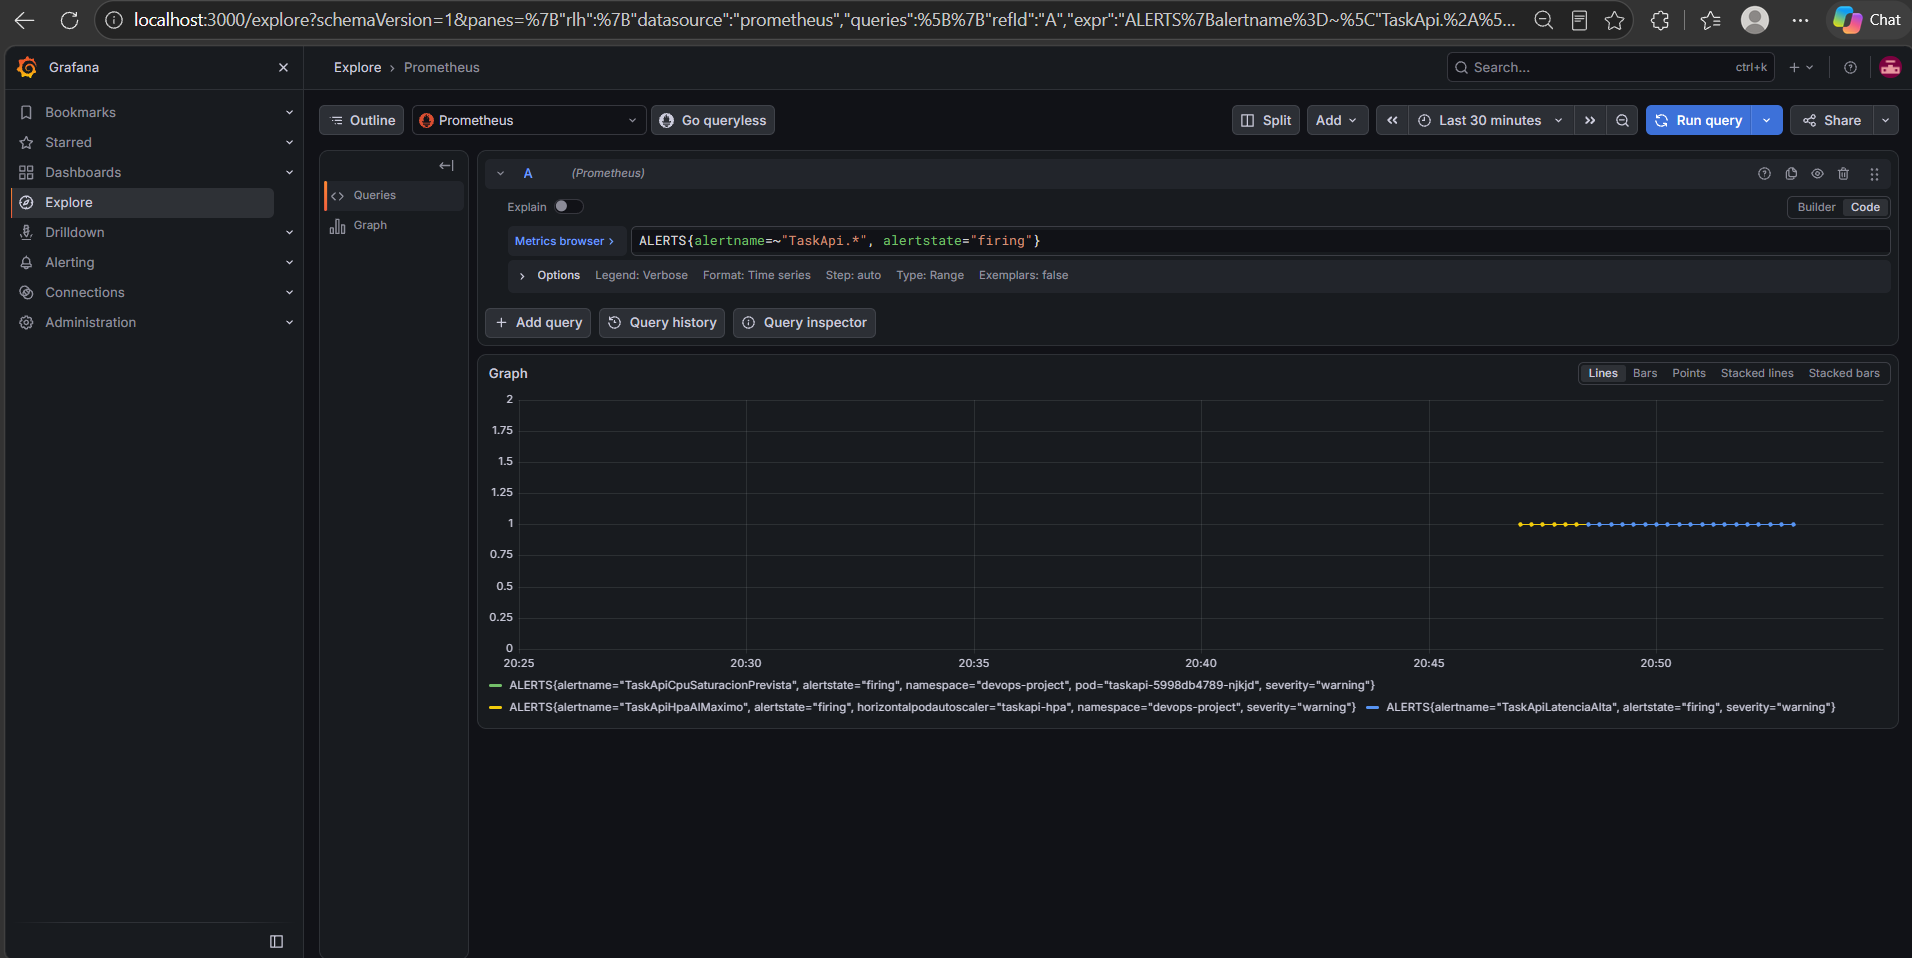 localhost:3000/explore?schemaVersion=1&panes=%7B"rlh":%7B"datasource":"prometheus","queries":%5B%7B"refId":"A","expr":"ALERTS%7Balertname%3D~%5C"TaskApi.%2A%5...
Chat
Grafana
Explore › Prometheus
Search...
ctrl+k
Bookmarks
Starred
Dashboards
Explore
Drilldown
Alerting
Connections
Administration
Outline
Prometheus
Go queryless
Split
Add
Last 30 minutes
Run query
Share
Queries
Graph
A
(Prometheus)
Explain
Builder
Code
Metrics browser >
ALERTS{alertname=~"TaskApi.*", alertstate="firing"}
Options Legend: Verbose Format: Time series Step: auto Type: Range Exemplars: false
+ Add query
Query history
Query inspector
Graph
Lines Bars Points Stacked lines Stacked bars
2
1.75
1.5
1.25
1
0.75
0.5
0.25
0
20:25 20:30 20:35 20:40 20:45 20:50
ALERTS{alertname="TaskApiCpuSaturacionPrevista", alertstate="firing", namespace="devops-project", pod="taskapi-5998db4789-njkjd", severity="warning"}
ALERTS{alertname="TaskApiHpaAlMaximo", alertstate="firing", horizontalpodautoscaler="taskapi-hpa", namespace="devops-project", severity="warning"} ALERTS{alertname="TaskApiLatenciaAlta", alertstate="firing", severity="warning"}